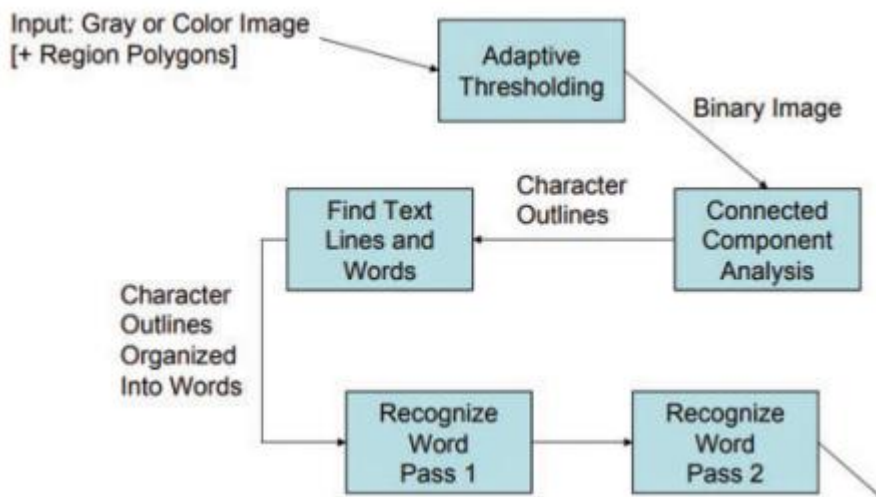 Input: Gray or Color Image
[+ Region Polygons]
Adaptive
Thresholding
Binary Image
Character
Outlines
Find Text
Lines and
Words
Connected
Component
Analysis
Character
Outlines
Organized
Into Words
Recognize
Word
Pass 1
Recognize
Word
Pass 2